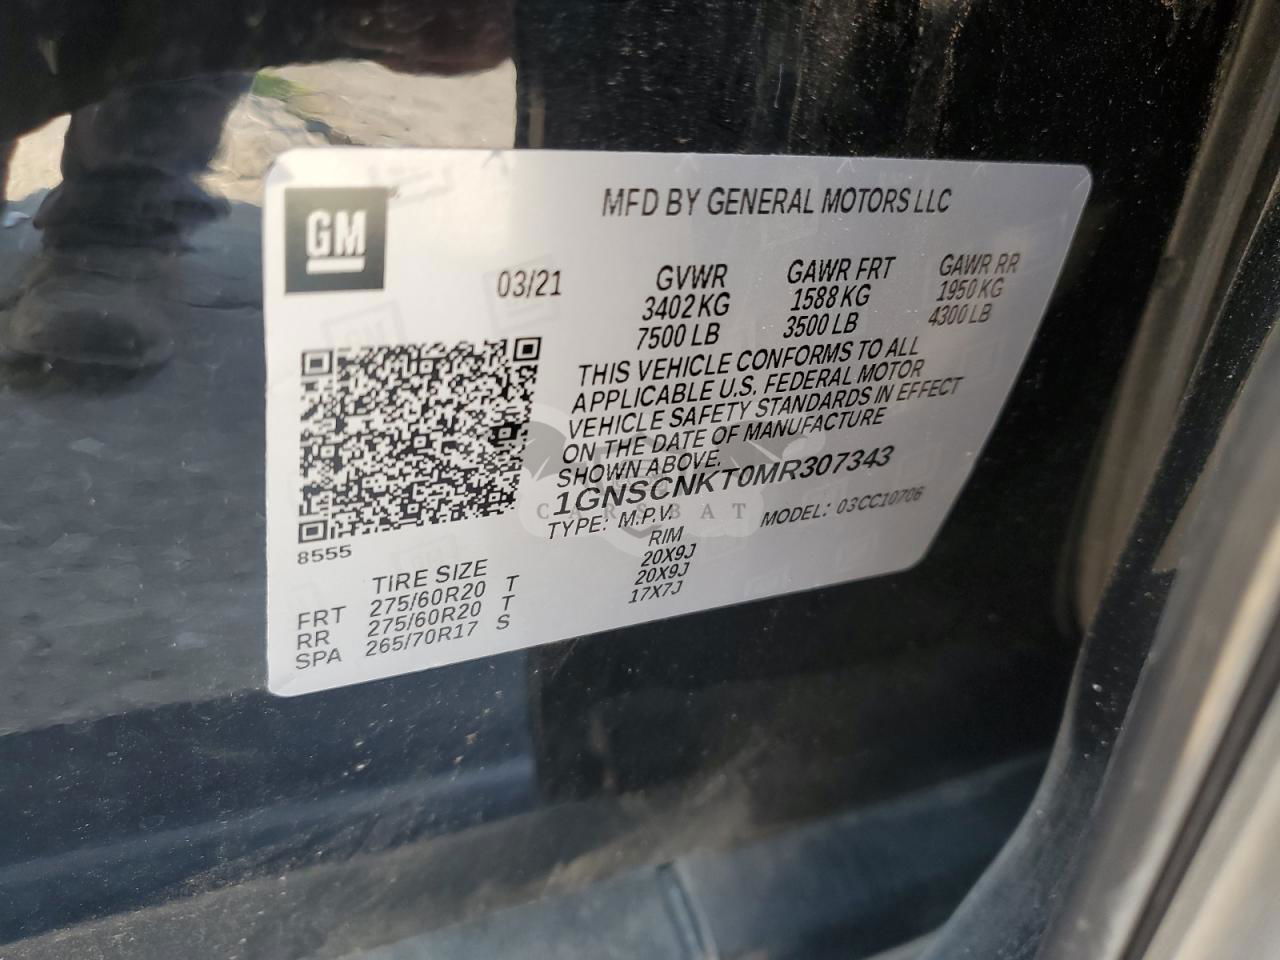 GM
MFD BY GENERAL MOTORS LLC
03/21
GVWR
3402 KG
7500 LB
GAWR FRT
1588 KG
3500 LB
GAWR RR
1950 KG
4300 LB
THIS VEHICLE CONFORMS TO ALL
APPLICABLE U.S. FEDERAL MOTOR
VEHICLE SAFETY STANDARDS IN EFFECT
ON THE DATE OF MANUFACTURE
SHOWN ABOVE.
1GNSCNKT0MR307343
CARSBAT
TYPE: M.P.V. MODEL: 03CC10706
8555
TIRE SIZE RIM
FRT 275/60R20 T 20X9J
RR 275/60R20 T 20X9J
SPA 265/70R17 S 17X7J